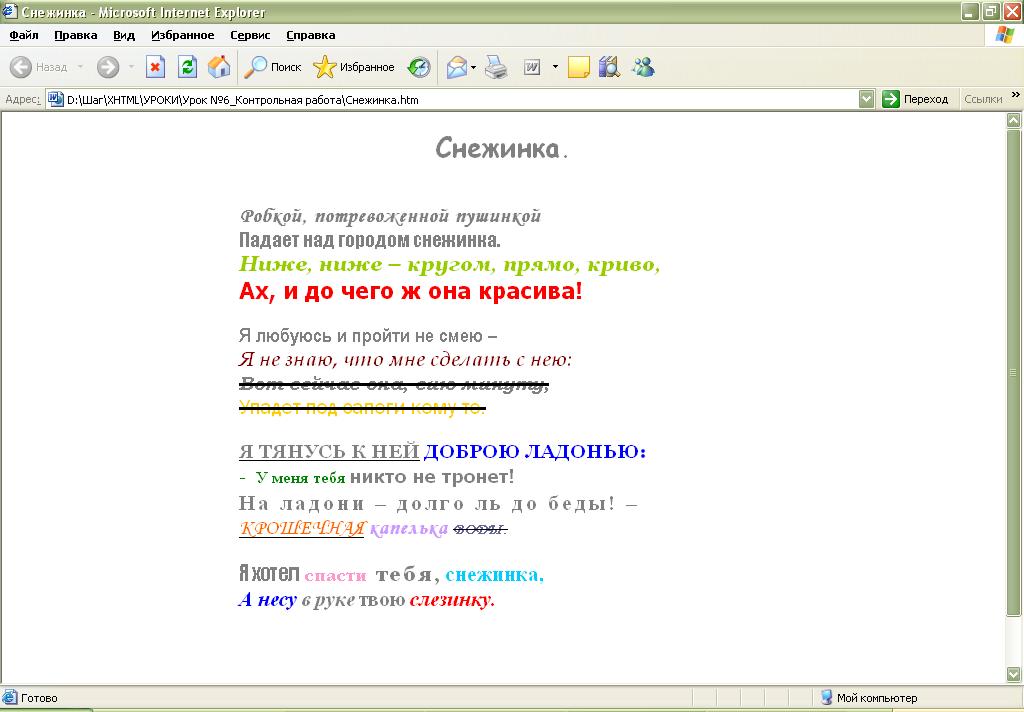 Снежинка - Microsoft Internet Explorer
Файл Правка Вид Избранное Сервис Справка
Назад Поиск Избранное
Адрес: D:\Шаг\XHTML\УРОКИ\Урок №6_Контрольная работа\Снежинка.htm Переход Ссылки »
Снежинка.
Робкой, потревоженной пушинкой
Падает над городом снежинка.
Ниже, ниже – кругом, прямо, криво,
Ах, и до чего ж она красива!
Я любуюсь и пройти не смею –
Я не знаю, что мне сделать с нею:
Вот сейчас она, сию минуту,
Упадет под сапоги кому-то.
Я ТЯНУСЬ К НЕЙ ДОБРОЮ ЛАДОНЬЮ:
- У меня тебя никто не тронет!
На ладони – долго ль до беды! –
КРОШЕЧНАЯ капелька ВОДЫ.
Я хотел спасти тебя, снежинка,
А несу в руке твою слезинку.
Готово Мой компьютер